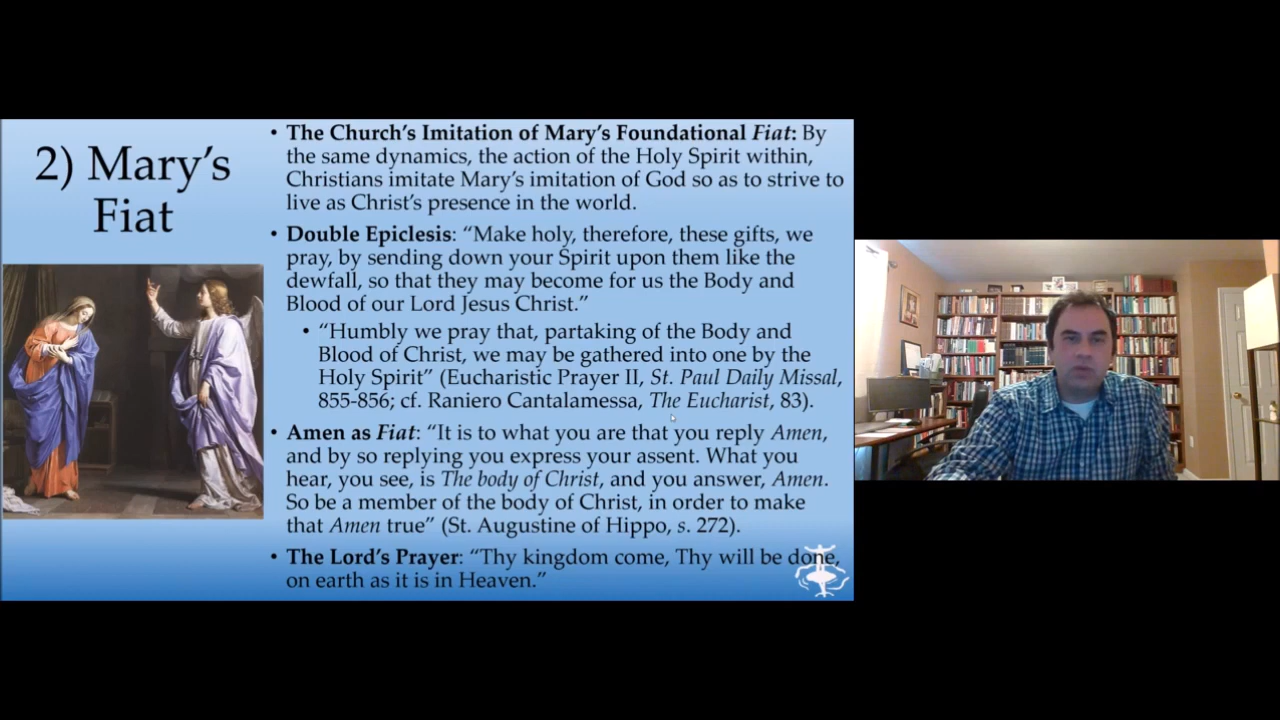 2) Mary’s
Fiat
• The Church’s Imitation of Mary’s Foundational Fiat: By
the same dynamics, the action of the Holy Spirit within,
Christians imitate Mary’s imitation of God so as to strive to
live as Christ’s presence in the world.
• Double Epiclesis: “Make holy, therefore, these gifts, we
pray, by sending down your Spirit upon them like the
dewfall, so that they may become for us the Body and
Blood of our Lord Jesus Christ.”
• “Humbly we pray that, partaking of the Body and
Blood of Christ, we may be gathered into one by the
Holy Spirit” (Eucharistic Prayer II, St. Paul Daily Missal,
855-856; cf. Raniero Cantalamessa, The Eucharist, 83).
• Amen as Fiat: “It is to what you are that you reply Amen,
and by so replying you express your assent. What you
hear, you see, is The body of Christ, and you answer, Amen.
So be a member of the body of Christ, in order to make
that Amen true” (St. Augustine of Hippo, s. 272).
• The Lord’s Prayer: “Thy kingdom come, Thy will be done,
on earth as it is in Heaven.”